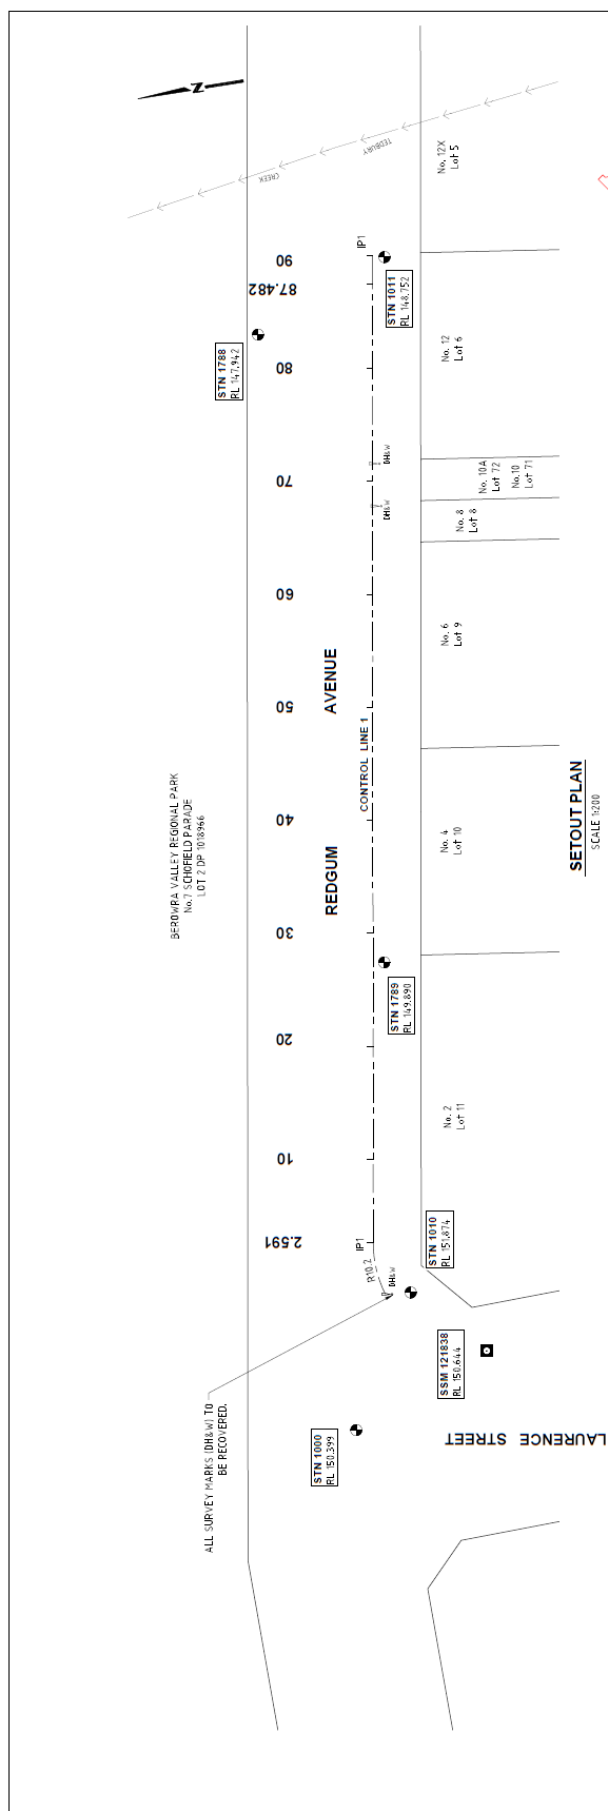 N
TEDBURY
CREEK
No. 12X
Lot 5
IP1
90
87.482
STN 1011
RL 148.752
STN 1788
RL 147.942
80
No. 12
Lot 6
DH&W
70
No. 10A
Lot 72
No.10
Lot 71
DH&W
No. 8
Lot 8
60
No. 6
Lot 9
AVENUE
50
CONTROL LINE 1
BEROWRA VALLEY REGIONAL PARK
No.7 SCHOFIELD PARADE
LOT 2 DP 1018966
40
No. 4
Lot 10
SETOUT PLAN
SCALE 1:200
REDGUM
30
STN 1789
RL 149.890
20
No. 2
Lot 11
10
2.591
IP1
STN 1010
RL 151.874
R10.2
DH&W
SSM 121838
RL 150.644
ALL SURVEY MARKS (DH&W) TO
BE RECOVERED.
STN 1000
RL 150.399
LAURENCE STREET